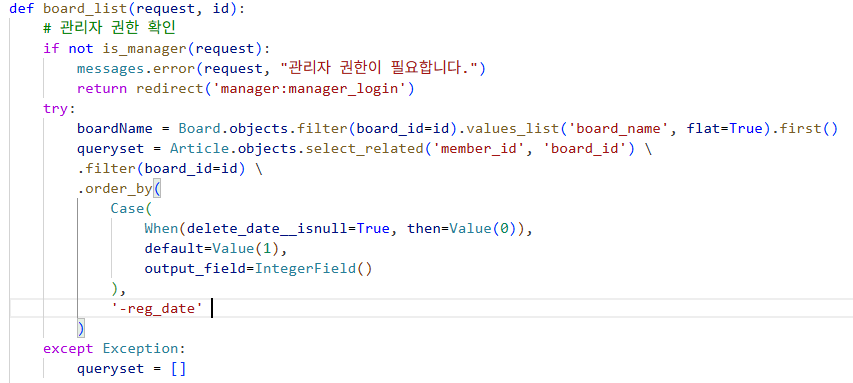 def board_list(request, id):
    # 관리자 권한 확인
    if not is_manager(request):
        messages.error(request, "관리자 권한이 필요합니다.")
        return redirect('manager:manager_login')
    try:
        boardName = Board.objects.filter(board_id=id).values_list('board_name', flat=True).first()
        queryset = Article.objects.select_related('member_id', 'board_id') \
        .filter(board_id=id) \
        .order_by(
            Case(
                When(delete_date__isnull=True, then=Value(0)),
                default=Value(1),
                output_field=IntegerField()
            ),
            '-reg_date'
        )
    except Exception:
        queryset = []